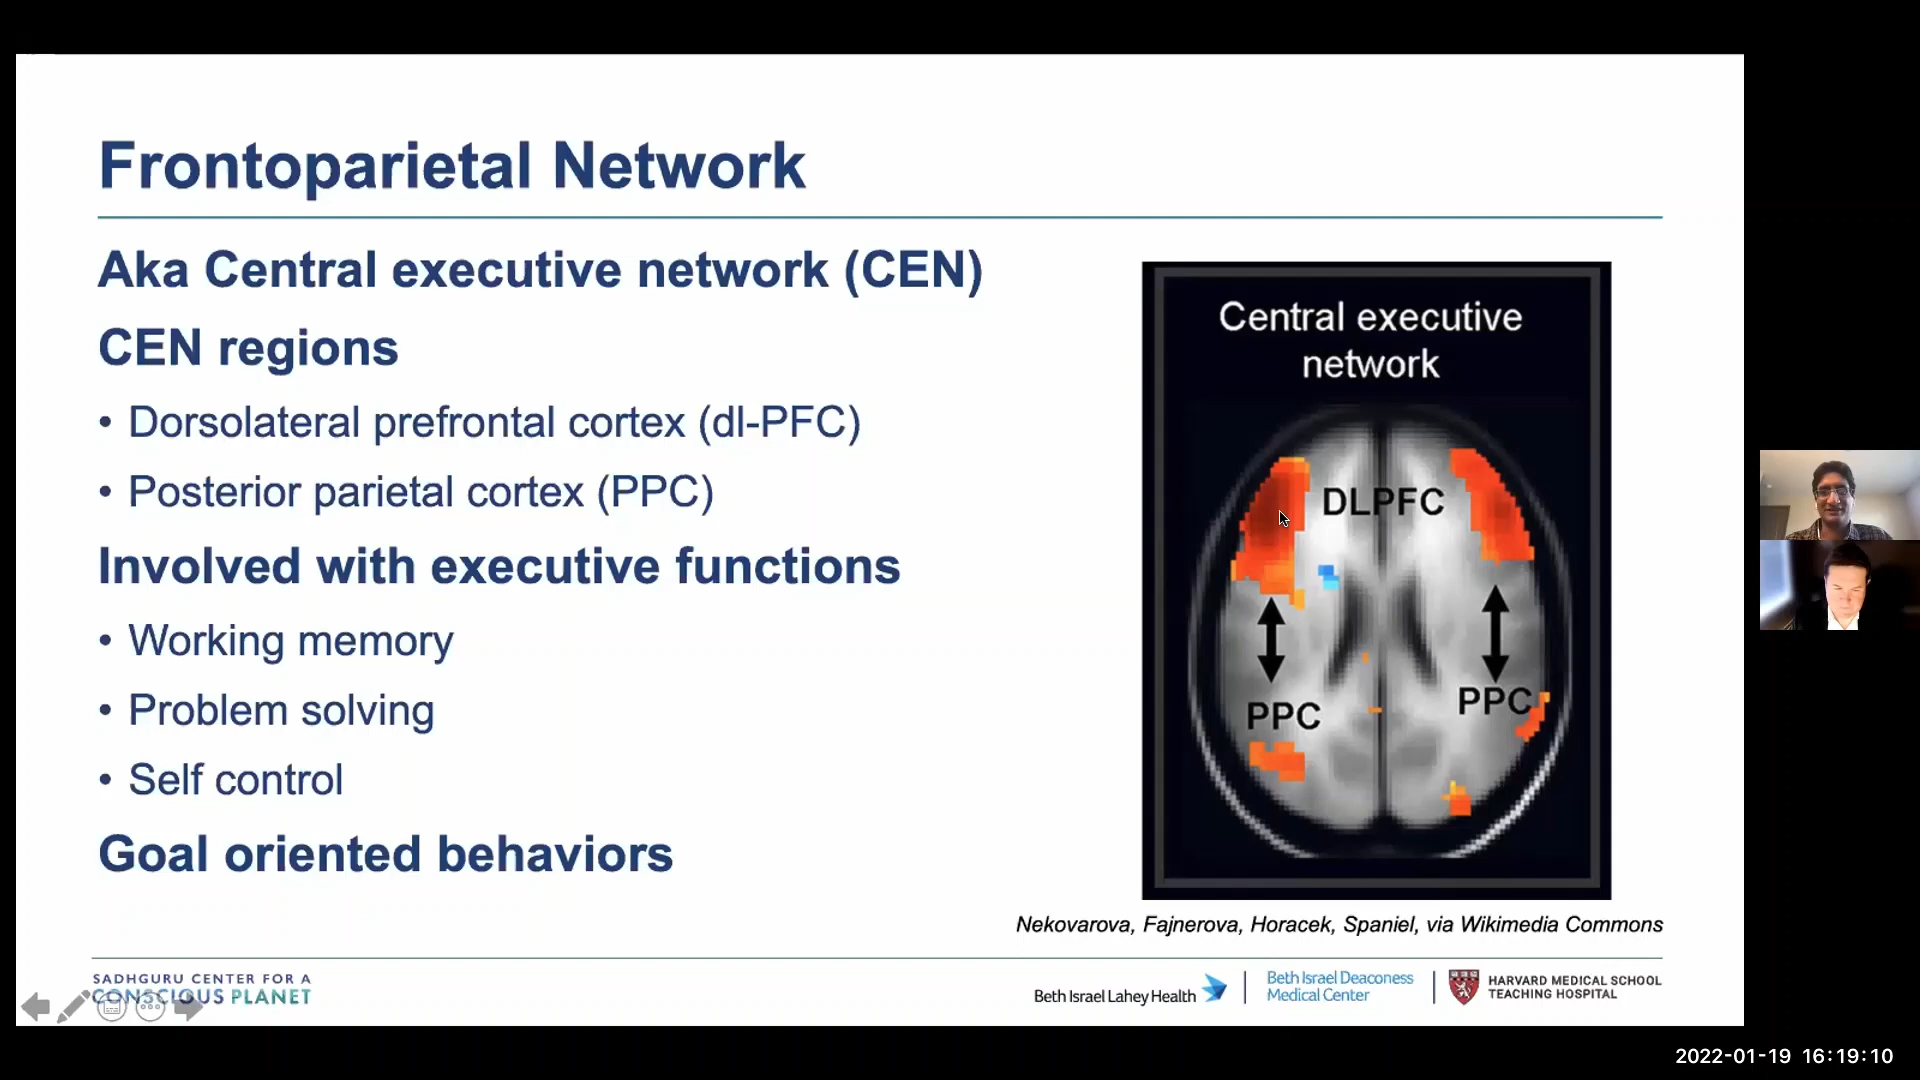 Frontoparietal Network
Aka Central executive network (CEN)
CEN regions
• Dorsolateral prefrontal cortex (dl-PFC)
• Posterior parietal cortex (PPC)
Involved with executive functions
• Working memory
• Problem solving
• Self control
Goal oriented behaviors
Central executive
network
DLPFC
PPC
PPC
Nekovarova, Fajnerova, Horacek, Spaniel, via Wikimedia Commons
SADHGURU CENTER FOR A
CONSCIOUS PLANET
Beth Israel Lahey Health
Beth Israel Deaconess
Medical Center
HARVARD MEDICAL SCHOOL
TEACHING HOSPITAL
2022-01-19 16:19:10